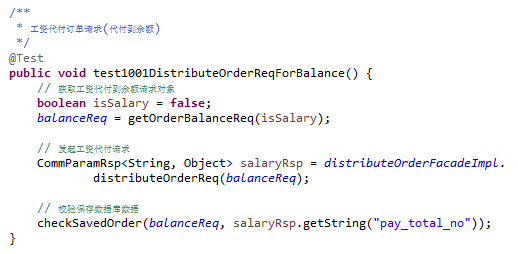 /**
 * 工资代付订单请求(代付到余额)
 */
@Test
public void test1001DistributeOrderReqForBalance() {
    // 获取工资代付到余额请求对象
    boolean isSalary = false;
    balanceReq = getOrderBalanceReq(isSalary);

    // 发起工资代付请求
    CommParamRsp<String, Object> salaryRsp = distributeOrderFacadeImpl.
            distributeOrderReq(balanceReq);

    // 校验保存数据库数据
    checkSavedOrder(balanceReq, salaryRsp.getString("pay_total_no"));
}